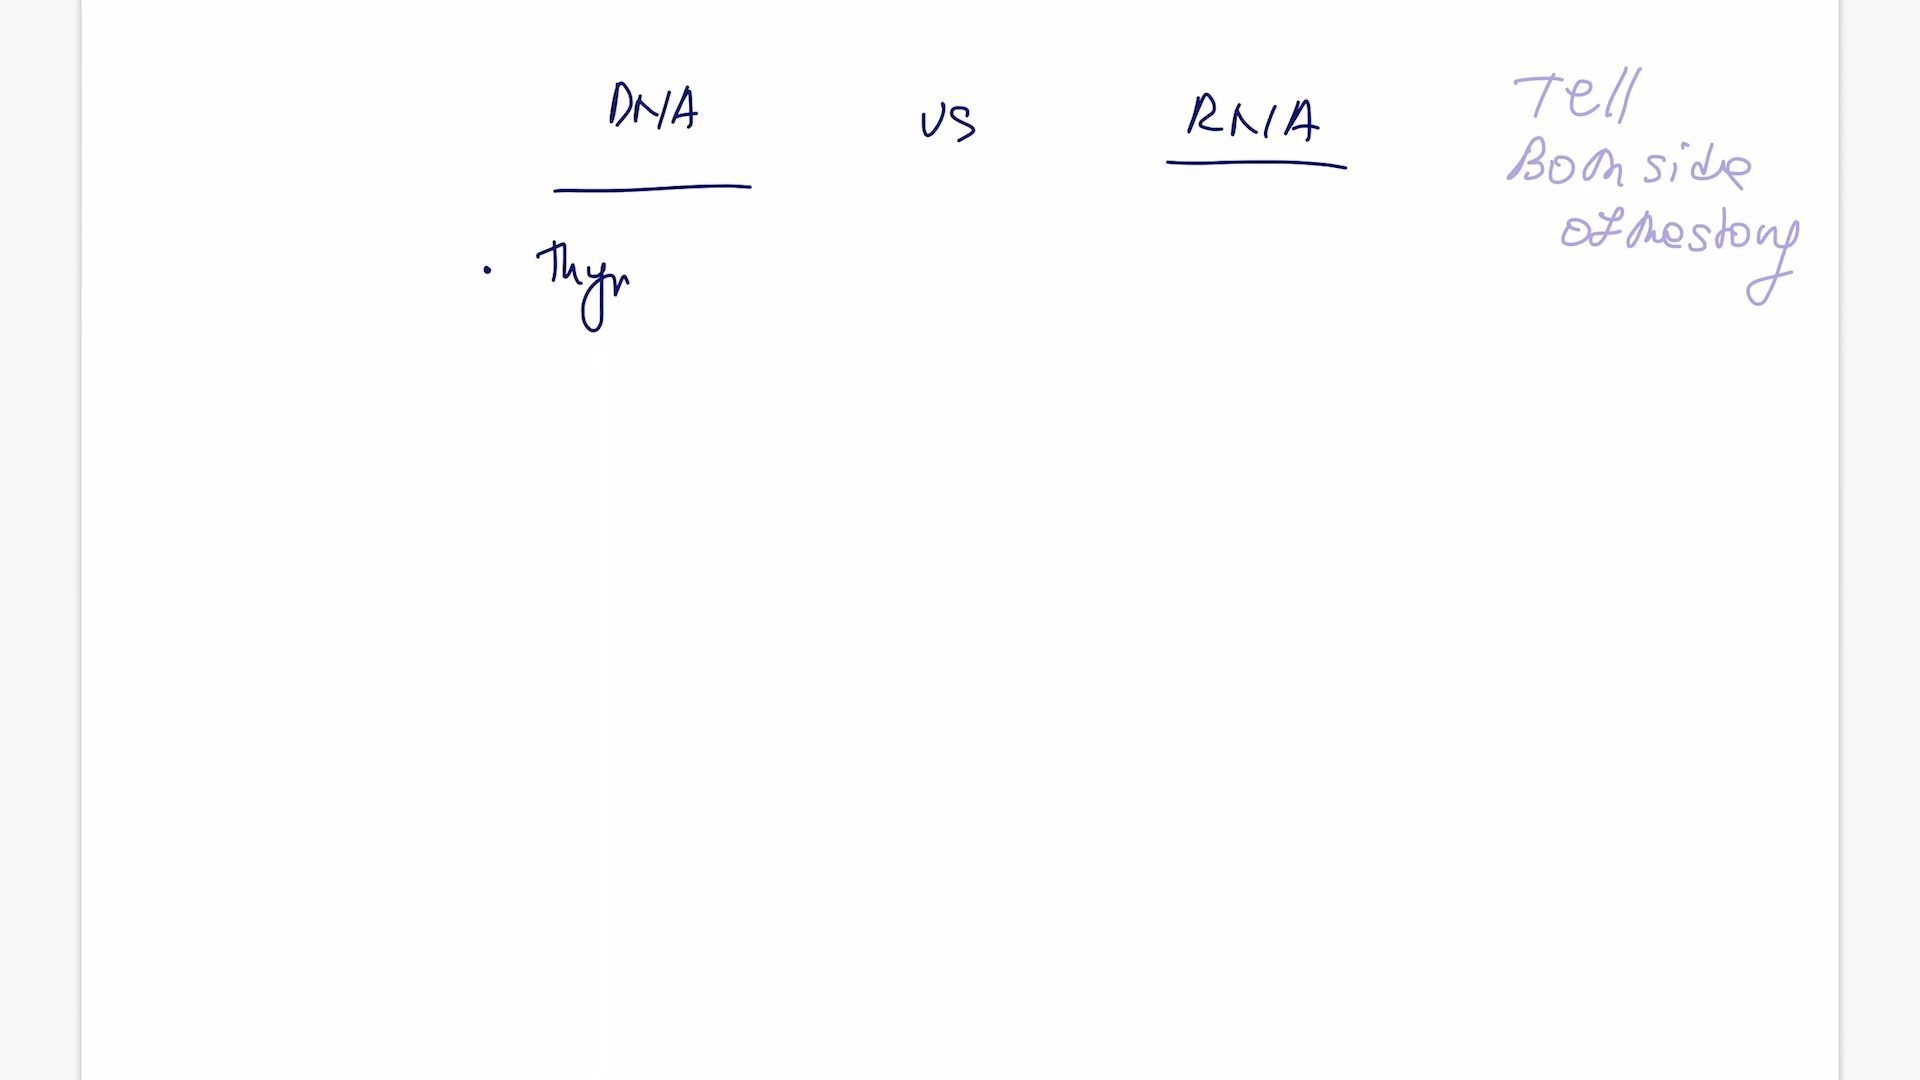 DNA vs RNA
Tell
Both side
of the story
• Thyn